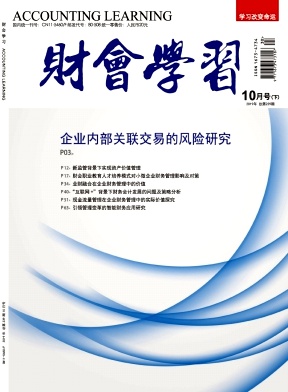 ACCOUNTING LEARNING
学习改变命运
財會學習
10月号(下)
企业内部关联交易的风险研究
P03。
P12· 新监管背景下实现资产价值管理
P17· 财会职业教育人才培养模式对小微企业财务管理影响及对策
P34· 业财融合在企业财务管理中的价值
P40· "互联网+"背景下财务会计发展的问题及策略分析
P51· 现金流量管理在企业财务管理中的实际价值探究
P63· 引领管理变革的智能财务应用研究